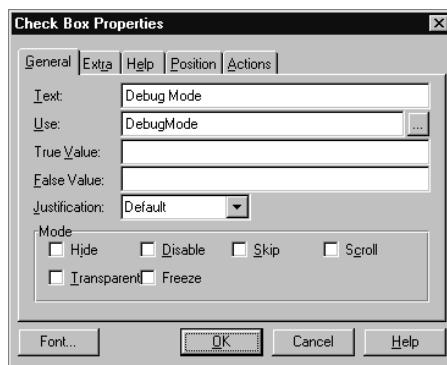 Check Box Properties
General Extra Help Position Actions
Text: Debug Mode
Use: DebugMode ...
True Value:
False Value:
Justification: Default
Mode
Hide Disable Skip Scroll
Transparent Freeze
Font... OK Cancel Help